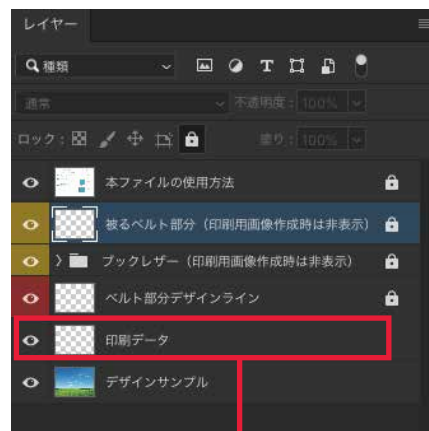 レイヤー
種類
T
通常
不透明度: 100%
ロック:
塗り: 100%
本ファイルの使用方法
被るベルト部分（印刷用画像作成時は非表示）
ブックレザー（印刷用画像作成時は非表示）
ベルト部分デザインライン
印刷データ
デザインサンプル